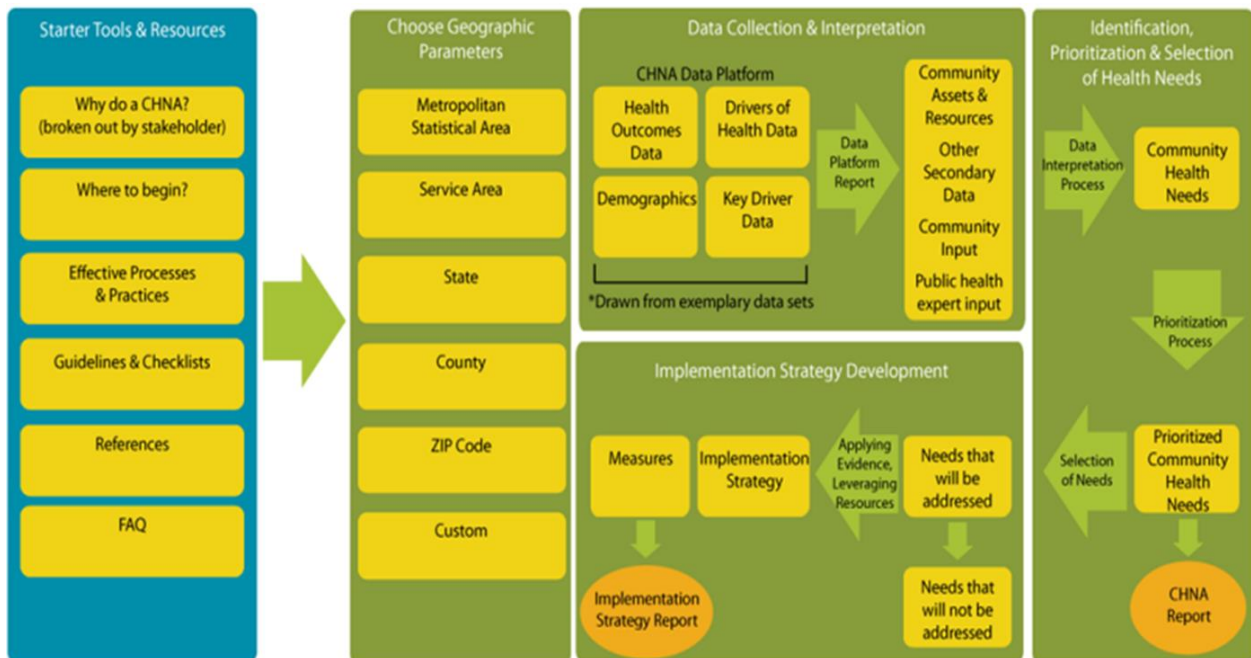 Starter Tools & Resources
Why do a CHNA?
(broken out by stakeholder)
Where to begin?
Effective Processes
& Practices
Guidelines & Checklists
References
FAQ
Choose Geographic
Parameters
Metropolitan
Statistical Area
Service Area
State
County
ZIP Code
Custom
Data Collection & Interpretation
CHNA Data Platform
Health
Outcomes
Data
Drivers of
Health Data
Demographics
Key Driver
Data
*Drawn from exemplary data sets
Data
Platform
Report
Community
Assets &
Resources
Other
Secondary
Data
Community
Input
Public health
expert input
Identification,
Prioritization & Selection
of Health Needs
Data
Interpretation
Process
Community
Health
Needs
Prioritization
Process
Prioritized
Community
Health
Needs
CHNA
Report
Selection
of Needs
Implementation Strategy Development
Needs that
will be
addressed
Needs that
will not be
addressed
Applying
Evidence,
Leveraging
Resources
Implementation
Strategy
Measures
Implementation
Strategy Report